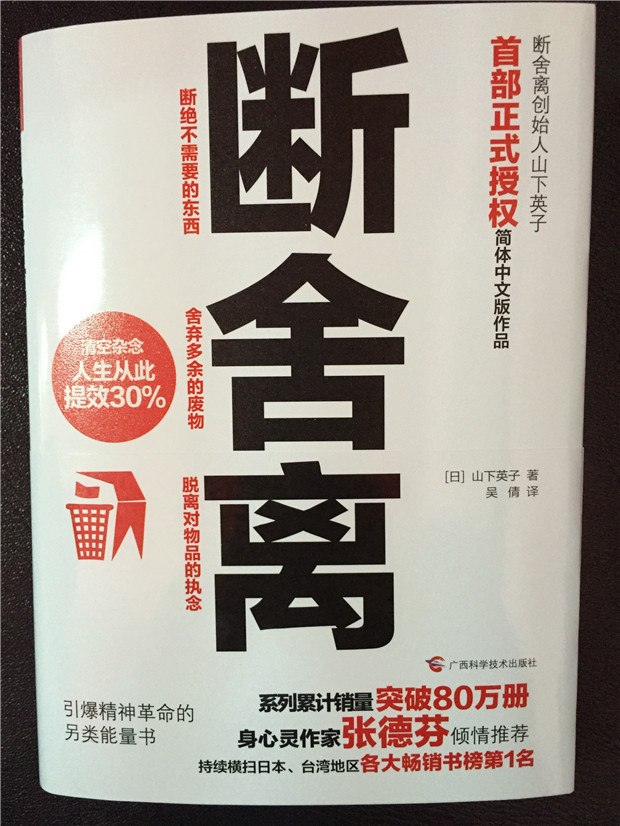 断舍离
断绝不需要的东西
舍弃多余的废物
脱离对物品的执念
断舍离创始人山下英子
首部正式授权简体中文版作品
清空杂念
人生从此
提效30%
[日] 山下英子 著
吴倩 译
广西科学技术出版社
引爆精神革命的
另类能量书
系列累计销量突破80万册
身心灵作家张德芬倾情推荐
持续横扫日本、台湾地区各大畅销书榜第1名